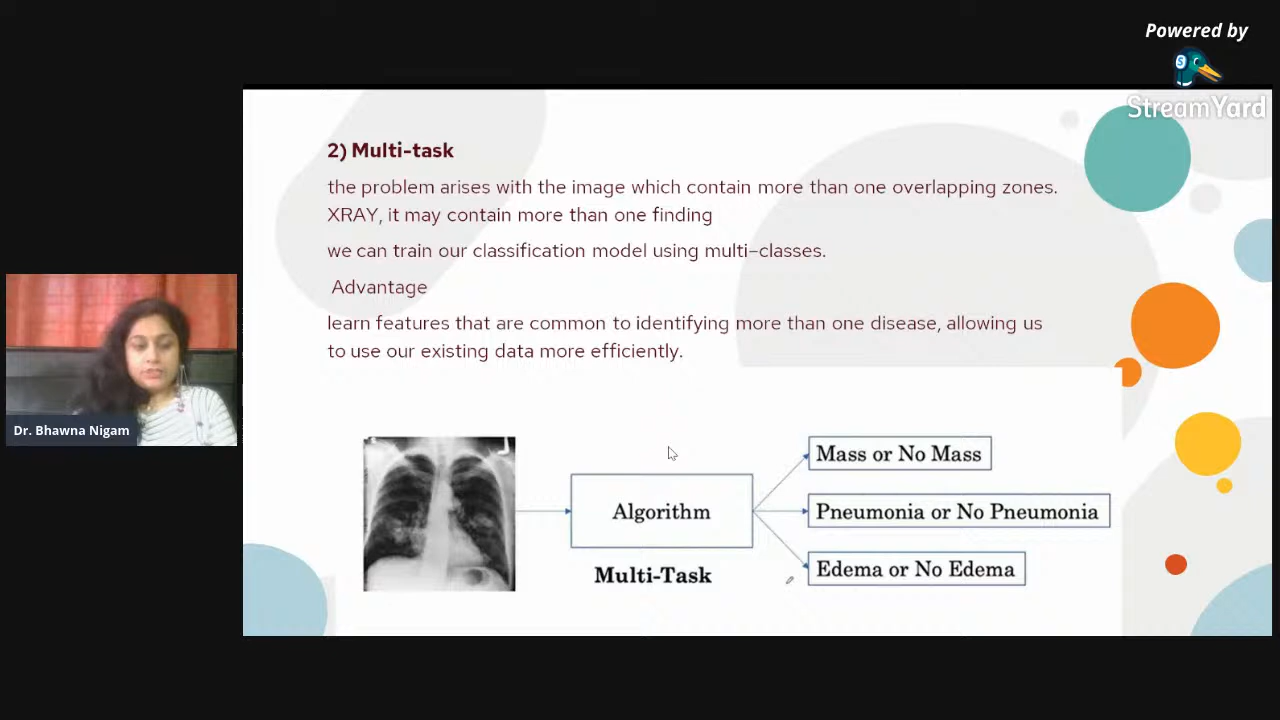 Powered by
StreamYard
2) Multi-task
the problem arises with the image which contain more than one overlapping zones.
XRAY, it may contain more than one finding
we can train our classification model using multi-classes.
Advantage
learn features that are common to identifying more than one disease, allowing us
to use our existing data more efficiently.
Dr. Bhawna Nigam
Mass or No Mass
Algorithm
Pneumonia or No Pneumonia
Multi-Task
Edema or No Edema